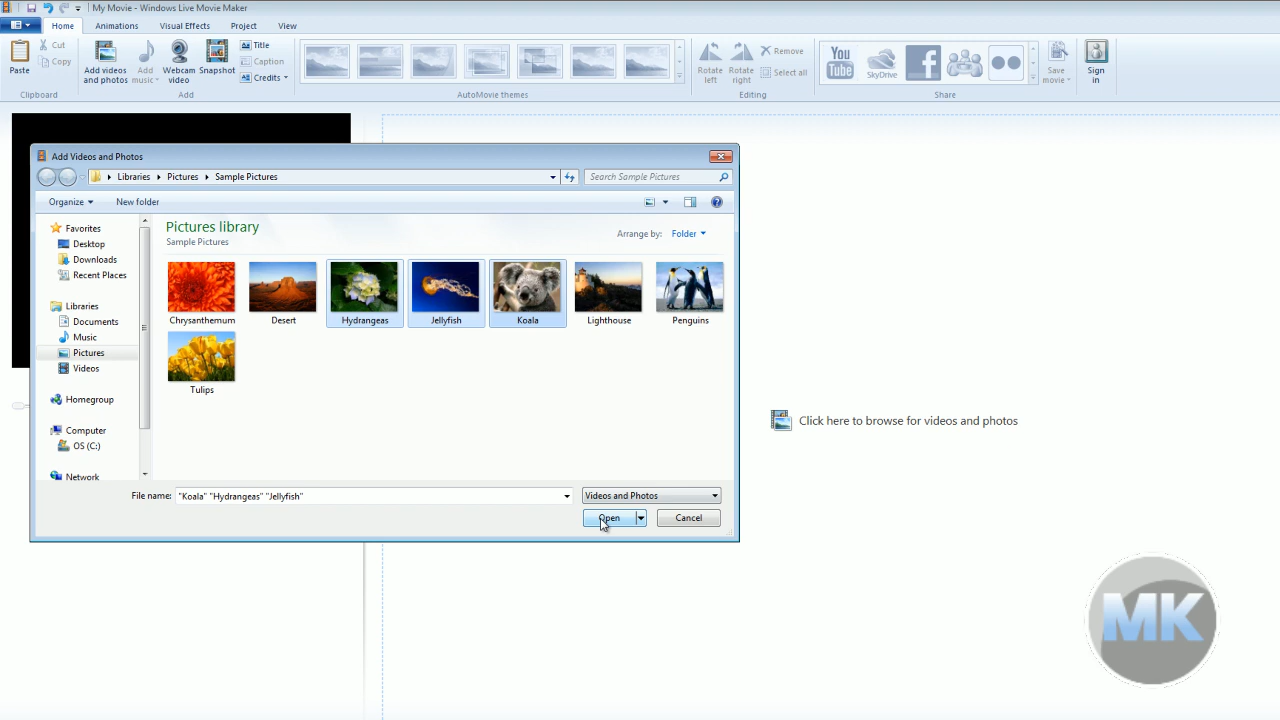 My Movie - Windows Live Movie Maker
Home
Animations
Visual Effects
Project
View
Paste
Cut
Copy
Clipboard
Add videos
and photos
Add
music
Webcam
video
Snapshot
Title
Caption
Credits
Add
AutoMovie themes
Rotate
left
Rotate
right
Remove
Select all
Editing
You
Tube
SkyDrive
Share
Save
movie
Sign
in
Add Videos and Photos
Libraries
Pictures
Sample Pictures
Search Sample Pictures
Organize
New folder
Favorites
Desktop
Downloads
Recent Places
Libraries
Documents
Music
Pictures
Videos
Homegroup
Computer
OS (C:)
Network
Pictures library
Sample Pictures
Arrange by:
Folder
Chrysanthemum
Desert
Hydrangeas
Jellyfish
Koala
Lighthouse
Penguins
Tulips
File name:
"Koala" "Hydrangeas" "Jellyfish"
Videos and Photos
Open
Cancel
Click here to browse for videos and photos
MK